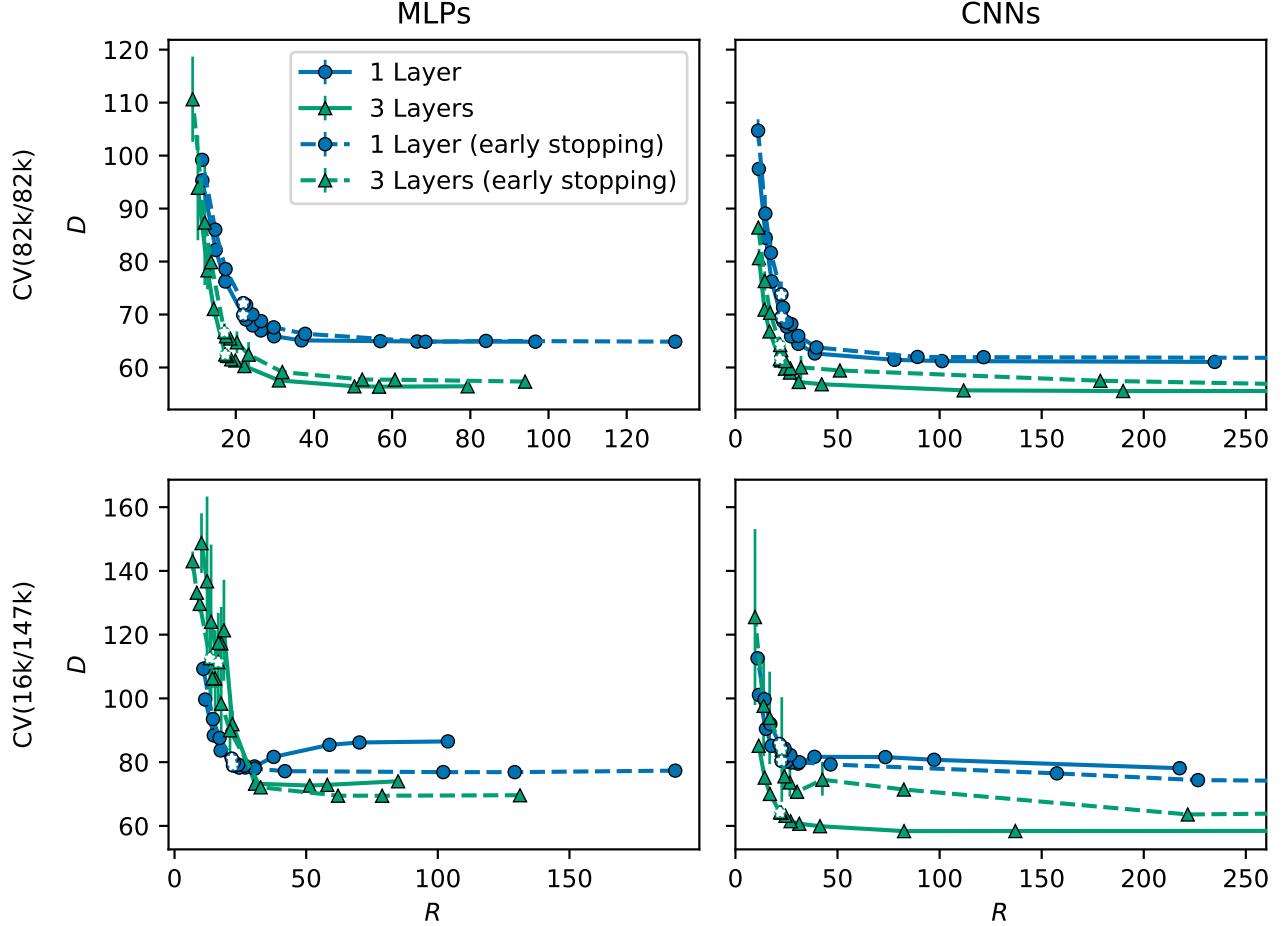 MLPs
CNNs
CV(82k/82k)
D
120
110
100
90
80
70
60
1 Layer
3 Layers
1 Layer (early stopping)
3 Layers (early stopping)
20 40 60 80 100 120
0 50 100 150 200 250
CV(16k/147k)
D
160
140
120
100
80
60
0 50 100 150
R
0 50 100 150 200 250
R